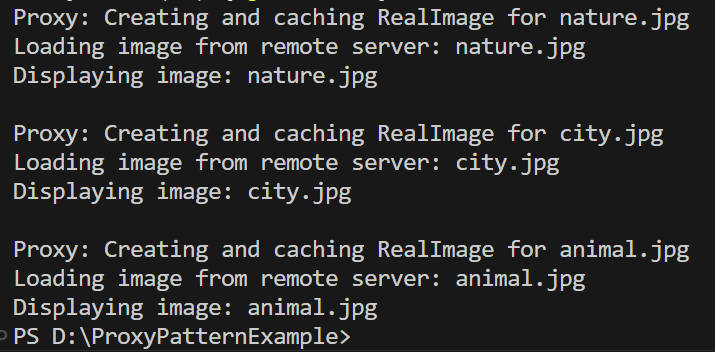 Proxy: Creating and caching RealImage for nature.jpg
Loading image from remote server: nature.jpg
Displaying image: nature.jpg
Proxy: Creating and caching RealImage for city.jpg
Loading image from remote server: city.jpg
Displaying image: city.jpg
Proxy: Creating and caching RealImage for animal.jpg
Loading image from remote server: animal.jpg
Displaying image: animal.jpg
PS D:\ProxyPatternExample>